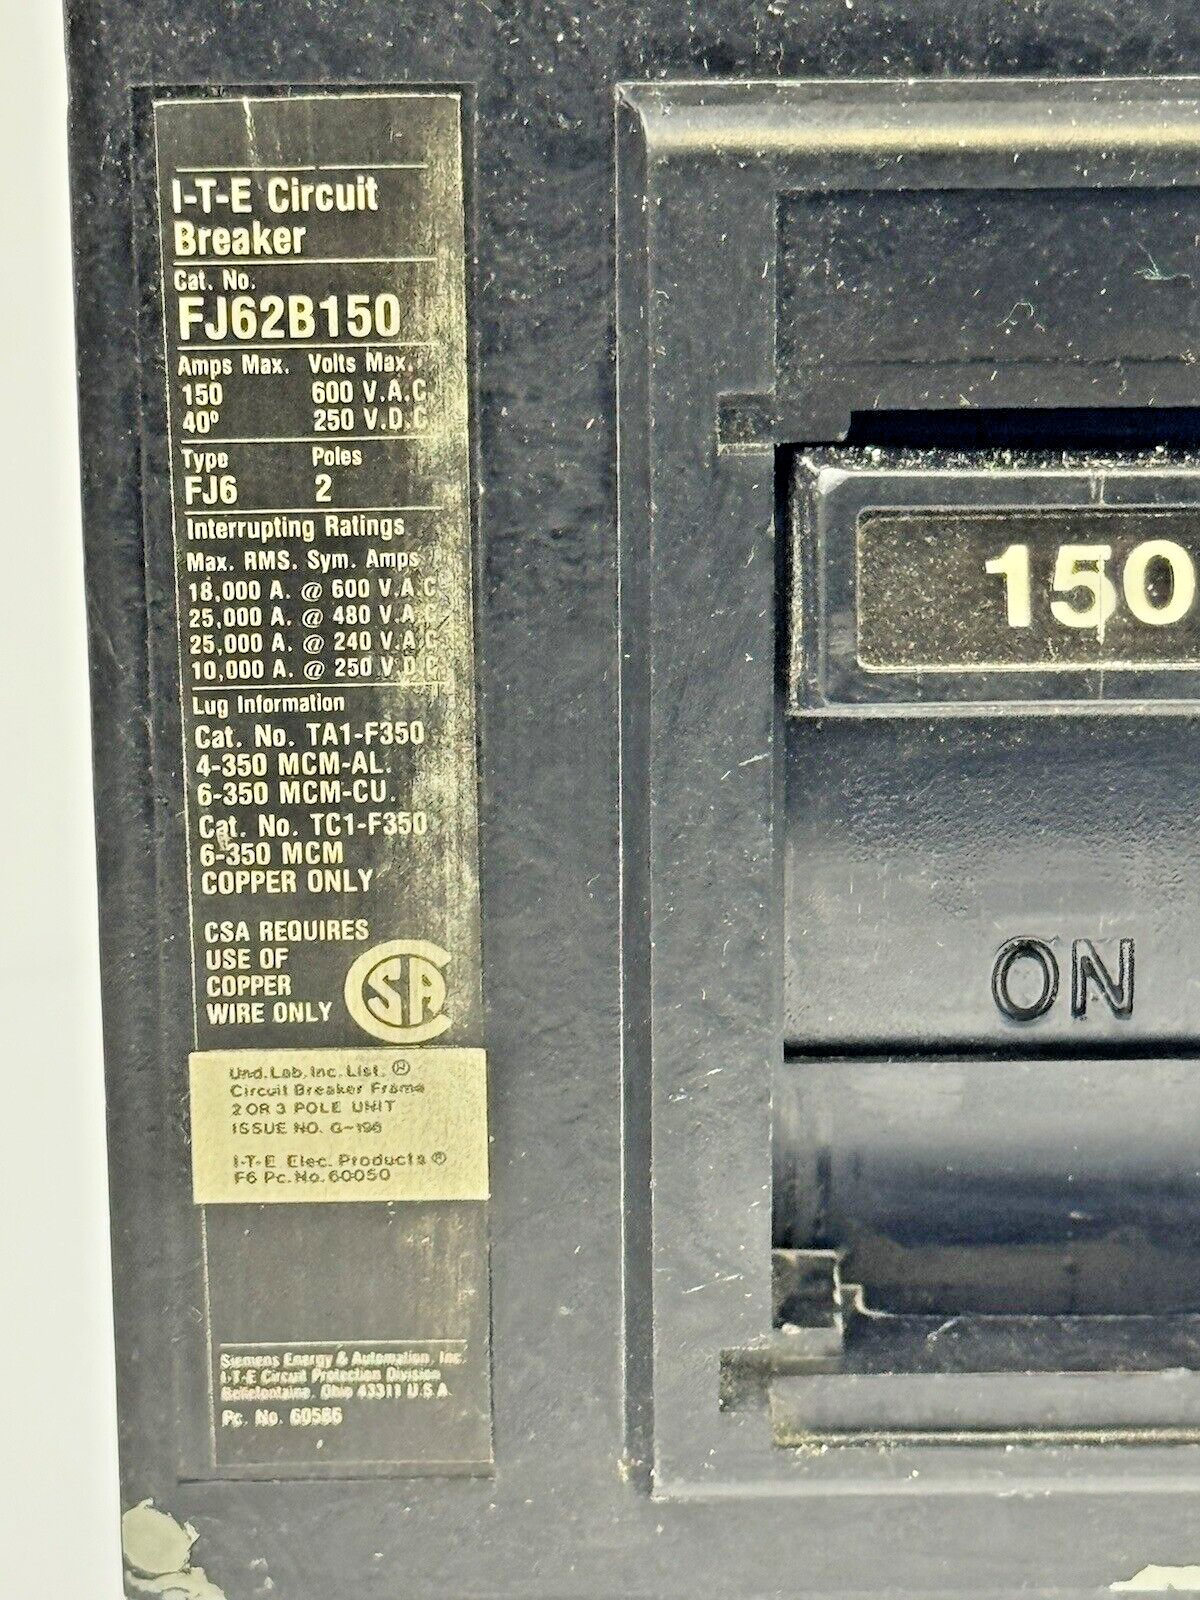 I-T-E Circuit
Breaker
Cat. No.
FJ62B150
Amps Max. Volts Max.
150 600 V.A.C
40° 250 V.D.C
Type Poles
FJ6 2
Interrupting Ratings
Max. RMS. Sym. Amps
18,000 A. @ 600 V.A.C
25,000 A. @ 480 V.A.C
25,000 A. @ 240 V.A.C
10,000 A. @ 250 V.D.C
Lug Information
Cat. No. TA1-F350
4-350 MCM-AL.
6-350 MCM-CU.
Cat. No. TC1-F350
6-350 MCM
COPPER ONLY
CSA REQUIRES
USE OF
COPPER
WIRE ONLY
CSA
Und. Lab. Inc. List. ®
Circuit Breaker Frame
2 OR 3 POLE UNIT
ISSUE NO. G-196
I-T-E Elec. Products ®
F6 Pc. No. 60050
Siemens Energy & Automation, Inc.
I-T-E Circuit Protection Division
Bellefontaine, Ohio 43311 U.S.A.
Pc. No. 60586
150
ON